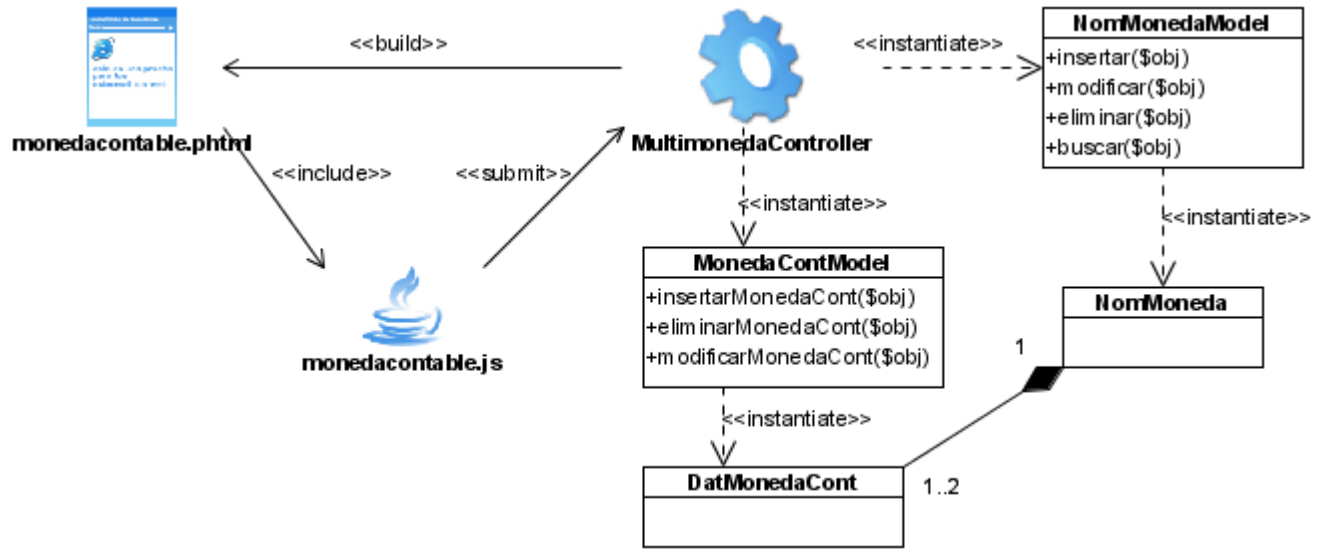 <<build>>
<<instantiate>>
NomMonedaModel
+insertar($obj)
+modificar($obj)
+eliminar($obj)
+buscar($obj)
monedacontable.phtml
MultimonedaController
<<include>>
<<submit>>
<<instantiate>>
<<instantiate>>
MonedaContModel
+insertarMonedaCont($obj)
+eliminarMonedaCont($obj)
+modificarMonedaCont($obj)
NomMoneda
monedacontable.js
1
<<instantiate>>
DatMonedaCont
1..2